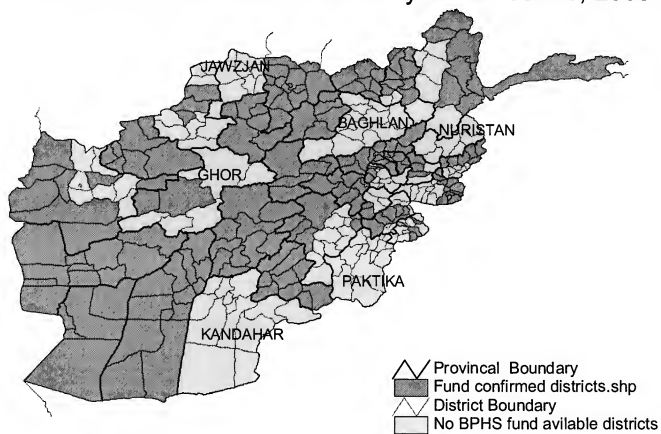 JAWZJAN
BAGHLAN
NURISTAN
GHOR
PAKTIKA
KANDAHAR
Provincal Boundary
Fund confirmed districts.shp
District Boundary
No BPHS fund avilable districts